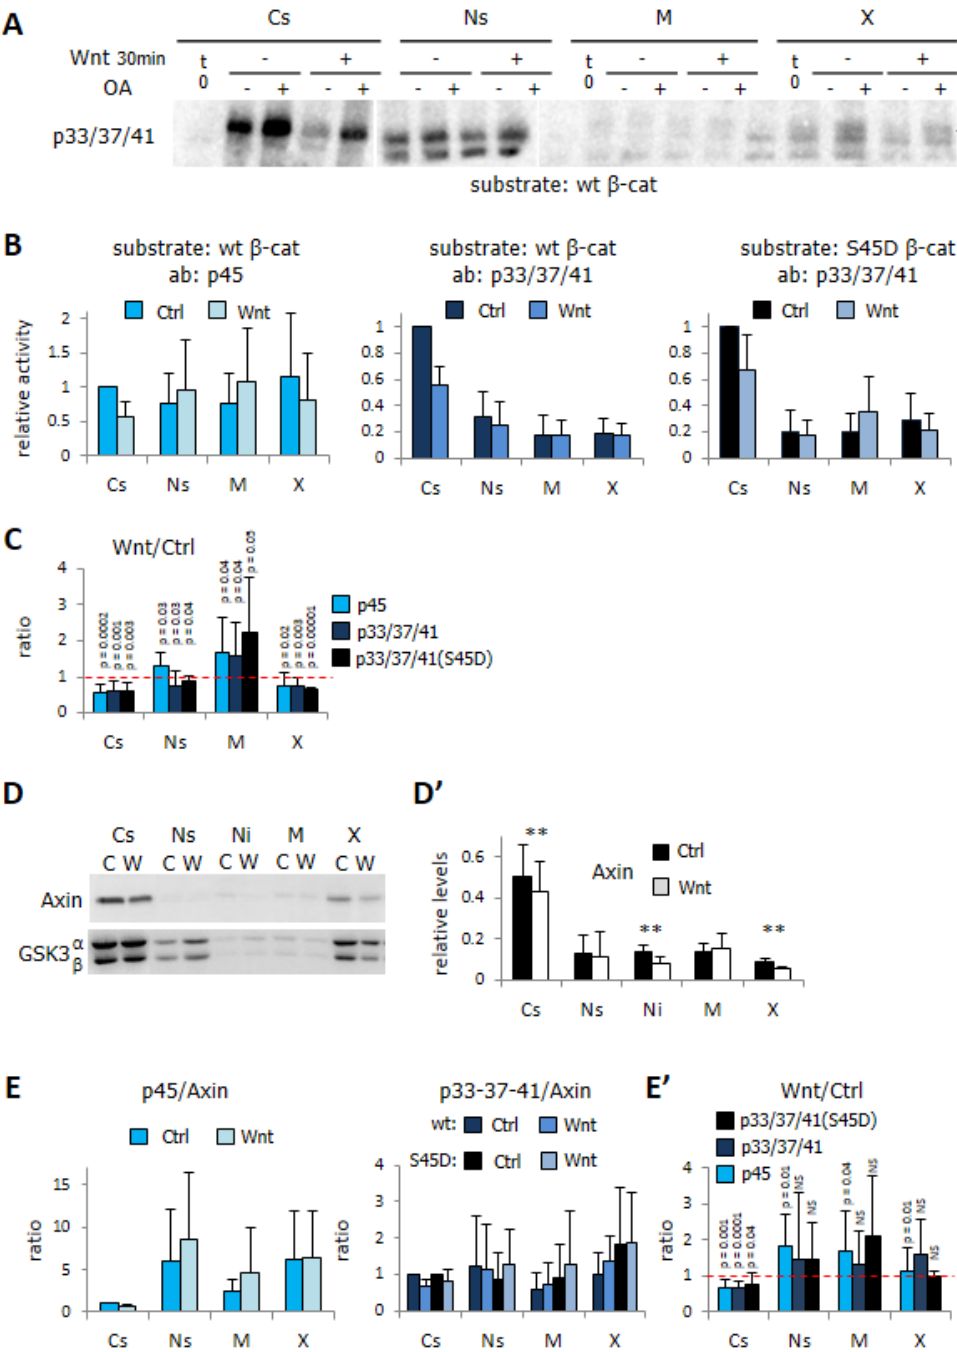 A
Cs Ns M X
Wnt 30min t 0 - + - + t 0 - + t 0 - +
OA - + - + - + - + - + - + - + - +
p33/37/41
substrate: wt β-cat
B
substrate: wt β-cat
ab: p45
Ctrl Wnt
relative activity
2
1.5
1
0.5
0
Cs Ns M X
substrate: wt β-cat
ab: p33/37/41
Ctrl Wnt
1
0.8
0.6
0.4
0.2
0
Cs Ns M X
substrate: S45D β-cat
ab: p33/37/41
Ctrl Wnt
1
0.8
0.6
0.4
0.2
0
Cs Ns M X
C
Wnt/Ctrl
ratio
4
3
2
1
0
p = 0.0002
p = 0.001
p = 0.003
p = 0.03
p = 0.03
p = 0.04
p = 0.04
p = 0.04
p = 0.05
p = 0.02
p = 0.003
p = 0.00001
Cs Ns M X
p45
p33/37/41
p33/37/41(S45D)
D
Cs Ns Ni M X
C W C W C W C W C W
Axin
GSK3 α
β
D’
relative levels
0.6
0.4
0.2
0
Axin
Ctrl
Wnt
**
**
**
Cs Ns Ni M X
E
p45/Axin
Ctrl Wnt
ratio
15
10
5
0
Cs Ns M X
p33-37-41/Axin
wt: Ctrl Wnt
S45D: Ctrl Wnt
ratio
4
3
2
1
0
Cs Ns M X
E’
Wnt/Ctrl
p33/37/41(S45D)
p33/37/41
p45
ratio
4
3
2
1
0
p = 0.001
p = 0.0001
p = 0.04
p = 0.01
NS
NS
p = 0.04
NS
NS
p = 0.01
NS
NS
Cs Ns M X